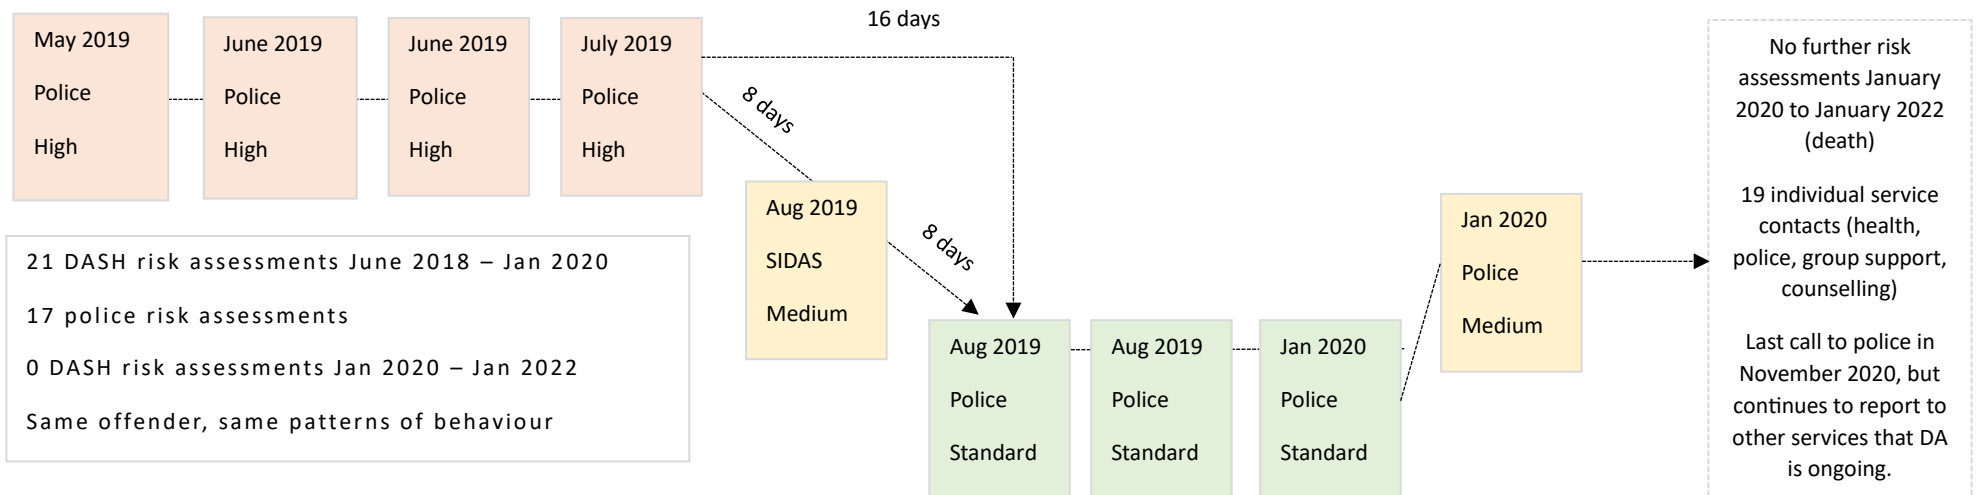 16 days
May 2019
Police
High
June 2019
Police
High
June 2019
Police
High
July 2019
Police
High
8 days
Aug 2019
SIDAS
Medium
8 days
Aug 2019
Police
Standard
Aug 2019
Police
Standard
Jan 2020
Police
Standard
Jan 2020
Police
Medium
No further risk
assessments January
2020 to January 2022
(death)
19 individual service
contacts (health,
police, group support,
counselling)
Last call to police in
November 2020, but
continues to report to
other services that DA
is ongoing.
21 DASH risk assessments June 2018 – Jan 2020
17 police risk assessments
0 DASH risk assessments Jan 2020 – Jan 2022
Same offender, same patterns of behaviour